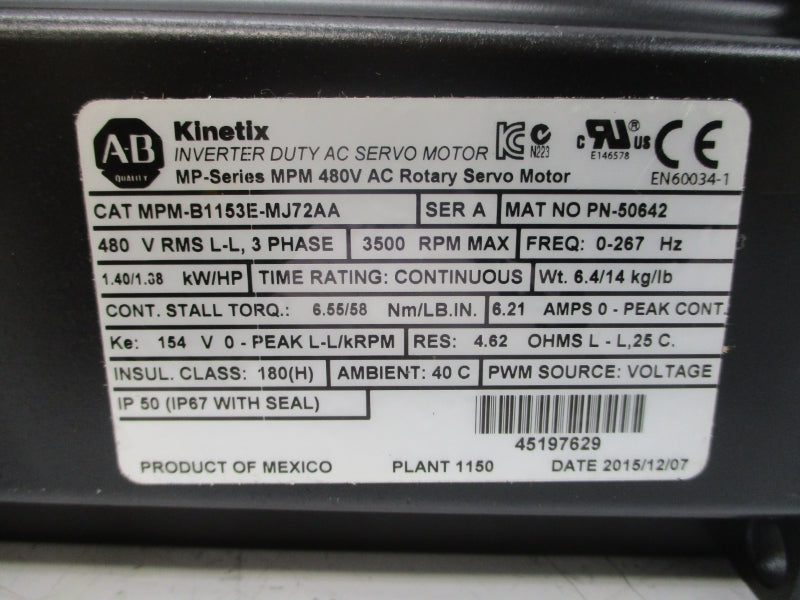 AB
QUALITY
Kinetix
INVERTER DUTY AC SERVO MOTOR
MP-Series MPM 480V AC Rotary Servo Motor
KC
N223
c RU® US
E146578
CE
EN60034-1
CAT MPM-B1153E-MJ72AA SER A MAT NO PN-50642
480 V RMS L-L, 3 PHASE 3500 RPM MAX FREQ: 0-267 Hz
1.40/1.88 kW/HP TIME RATING: CONTINUOUS Wt. 6.4/14 kg/lb
CONT. STALL TORQ.: 6.55/58 Nm/LB.IN. 6.21 AMPS 0 - PEAK CONT.
Ke: 154 V 0 - PEAK L-L/kRPM RES: 4.62 OHMS L - L,25 C.
INSUL. CLASS: 180(H) AMBIENT: 40 C PWM SOURCE: VOLTAGE
IP 50 (IP67 WITH SEAL)
45197629
PRODUCT OF MEXICO PLANT 1150 DATE 2015/12/07